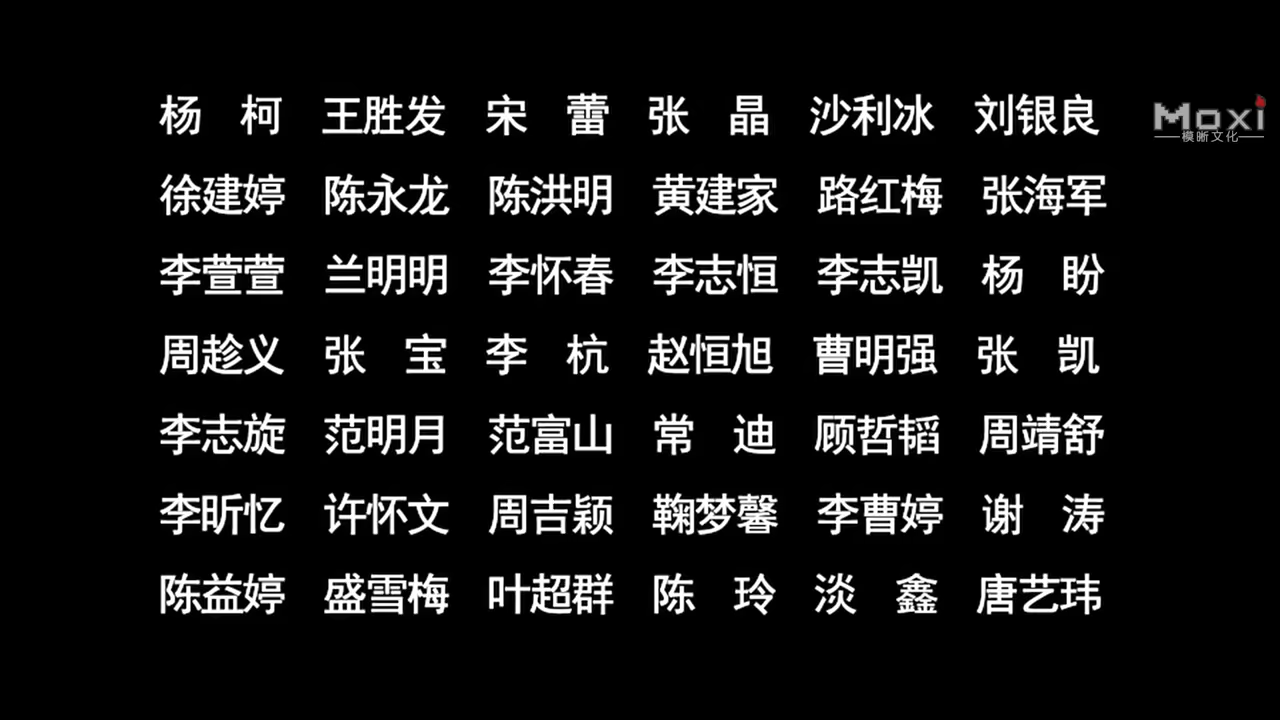 杨 柯 王胜发 宋 蕾 张 晶 沙利冰 刘银良
Moxi
模晰文化
徐建婷 陈永龙 陈洪明 黄建家 路红梅 张海军
李萱萱 兰明明 李怀春 李志恒 李志凯 杨 盼
周趁义 张 宝 李 杭 赵恒旭 曹明强 张 凯
李志旋 范明月 范富山 常 迪 顾哲韬 周靖舒
李昕忆 许怀文 周吉颖 鞠梦馨 李曹婷 谢 涛
陈益婷 盛雪梅 叶超群 陈 玲 淡 鑫 唐艺玮